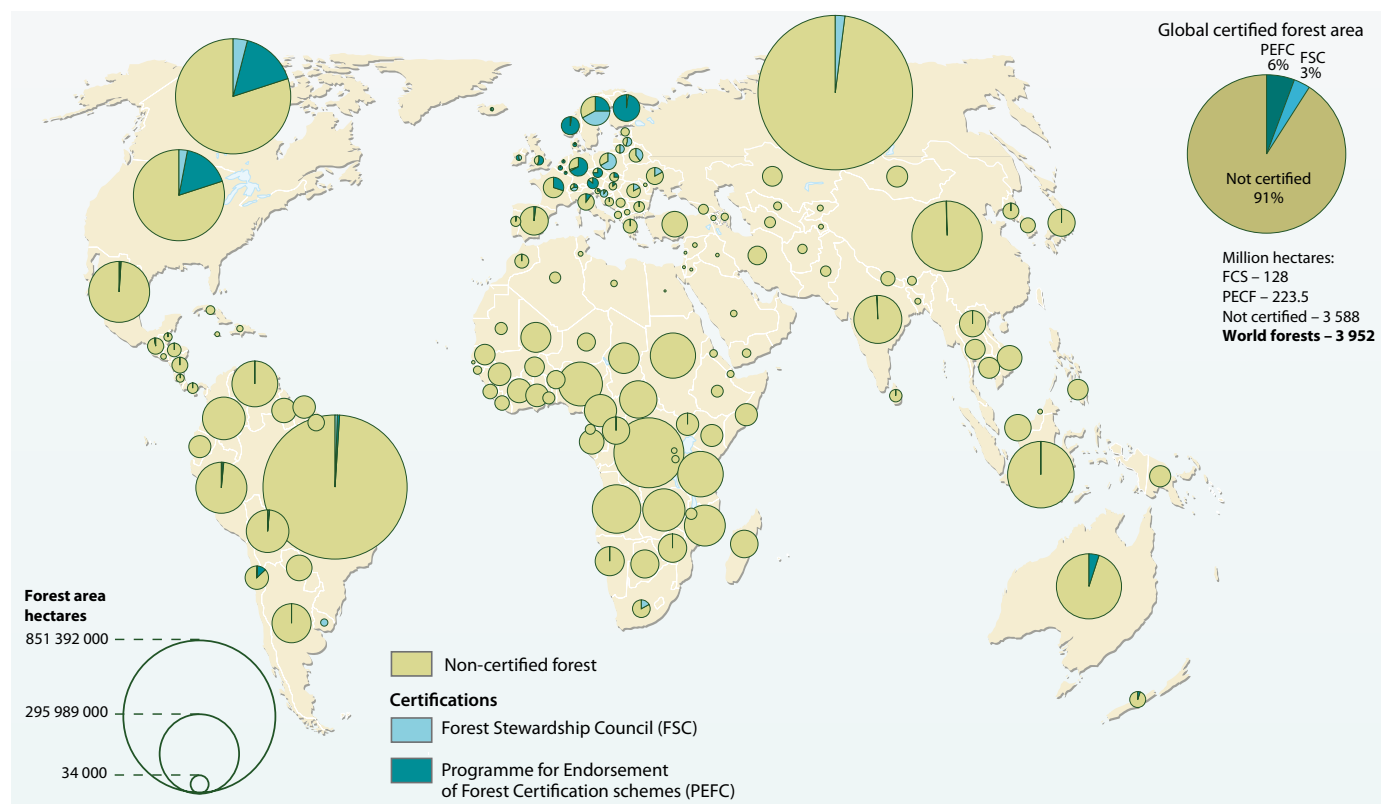 Global certified forest area
PEFC
6%
FSC
3%
Not certified
91%
Million hectares:
FCS – 128
PECF – 223.5
Not certified – 3 588
World forests – 3 952
Forest area
hectares
851 392 000
295 989 000
34 000
Non-certified forest
Certifications
Forest Stewardship Council (FSC)
Programme for Endorsement
of Forest Certification schemes (PEFC)